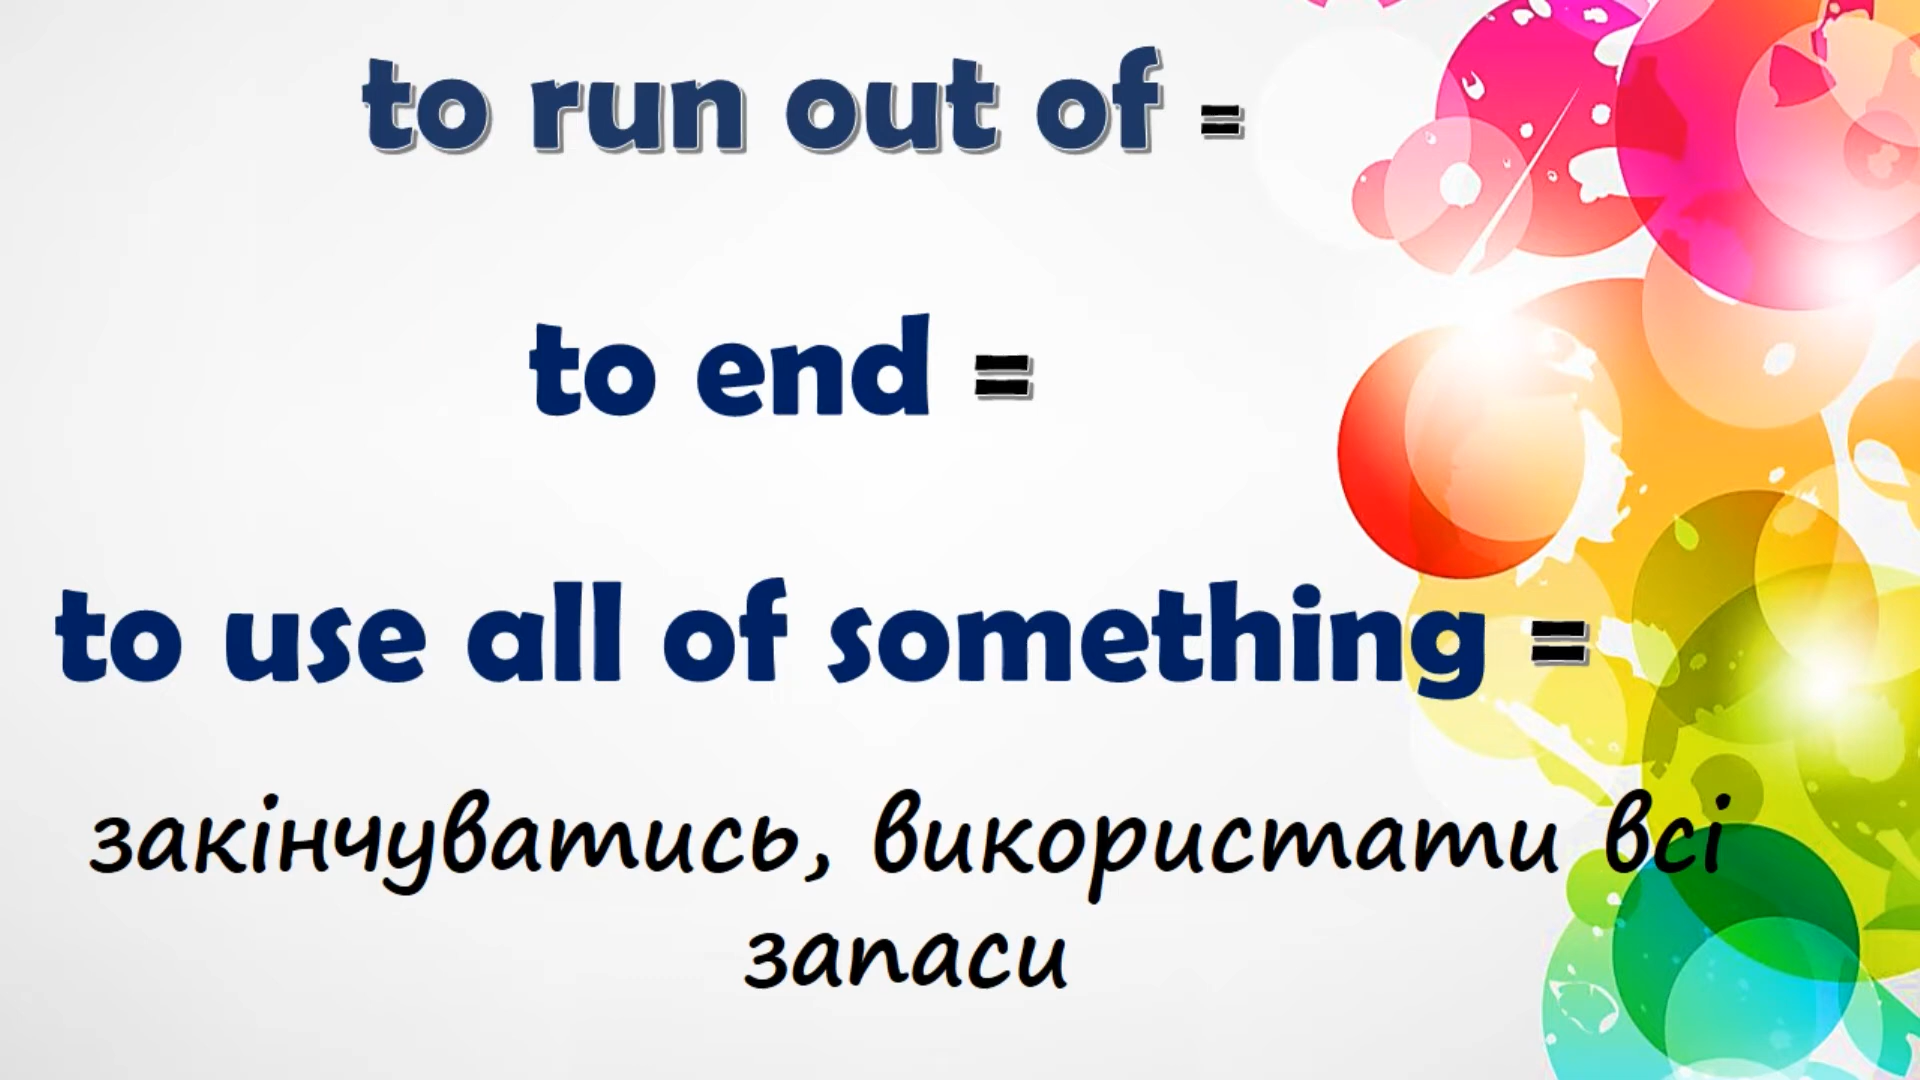 to run out of =
to end =
to use all of something =
закінчуватись, використати всі
запаси